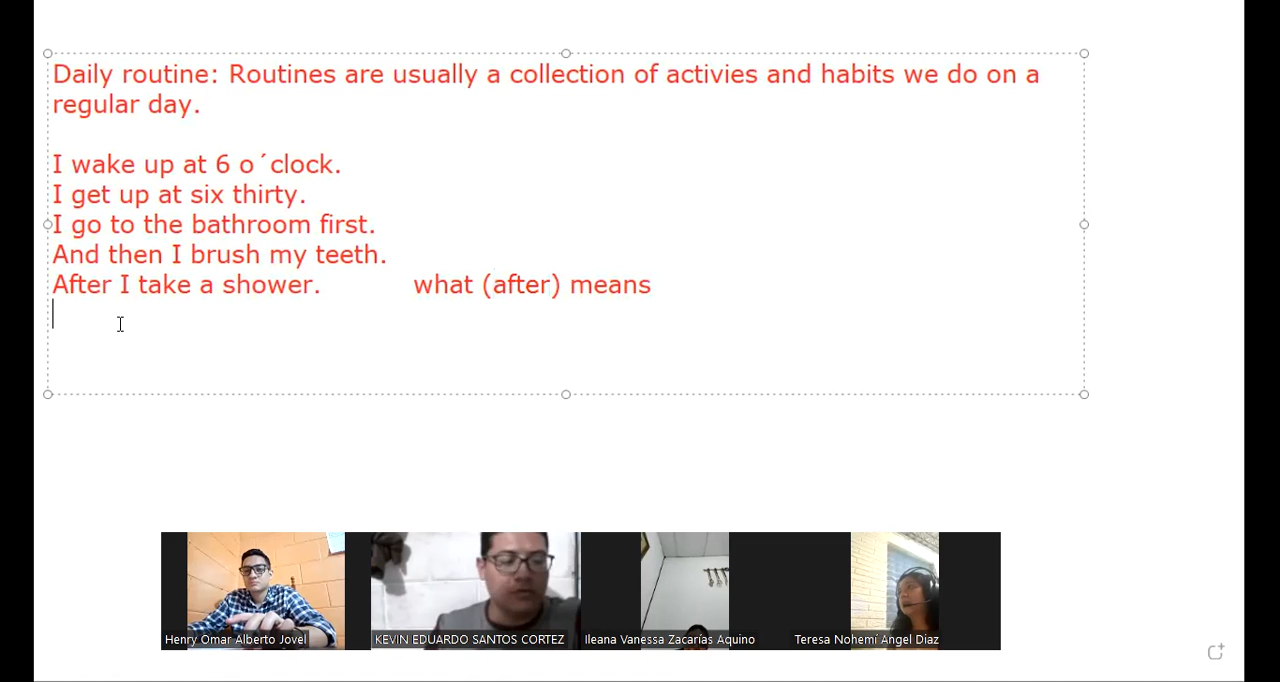 Daily routine: Routines are usually a collection of activies and habits we do on a
regular day.
I wake up at 6 o´clock.
I get up at six thirty.
I go to the bathroom first.
And then I brush my teeth.
After I take a shower. what (after) means
Henry Omar Alberto Jovel
KEVIN EDUARDO SANTOS CORTEZ
Ileana Vanessa Zacarías Aquino
Teresa Nohemí Angel Diaz